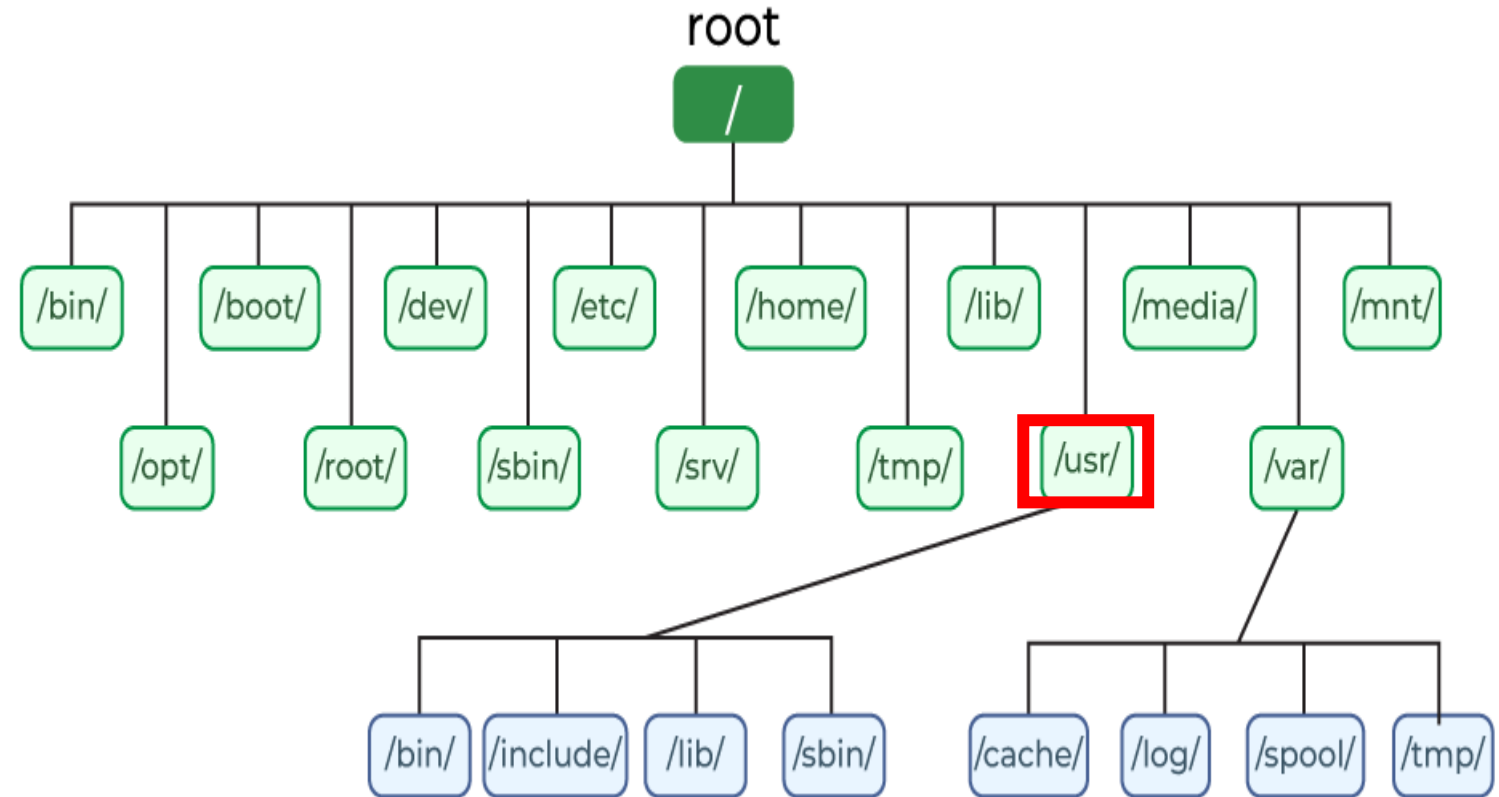 root
/
/bin/
/boot/
/dev/
/etc/
/home/
/lib/
/media/
/mnt/
/opt/
/root/
/sbin/
/srv/
/tmp/
/usr/
/var/
/bin/
/include/
/lib/
/sbin/
/cache/
/log/
/spool/
/tmp/